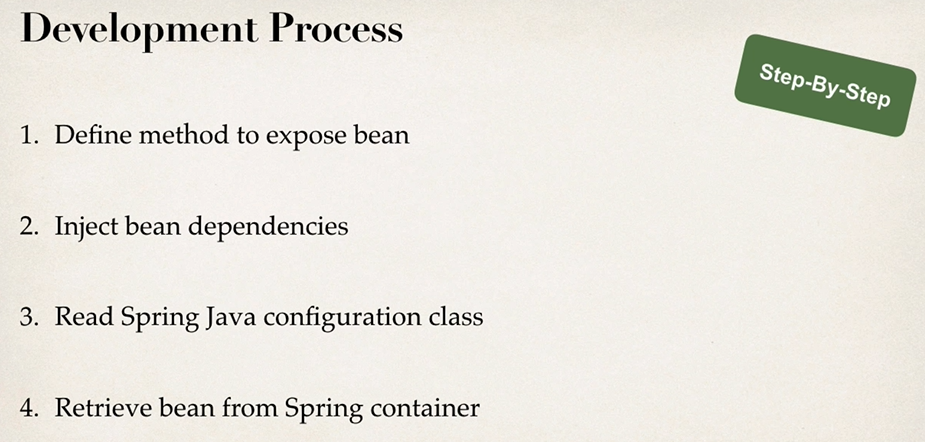 Development Process
Step-By-Step
1. Define method to expose bean
2. Inject bean dependencies
3. Read Spring Java configuration class
4. Retrieve bean from Spring container